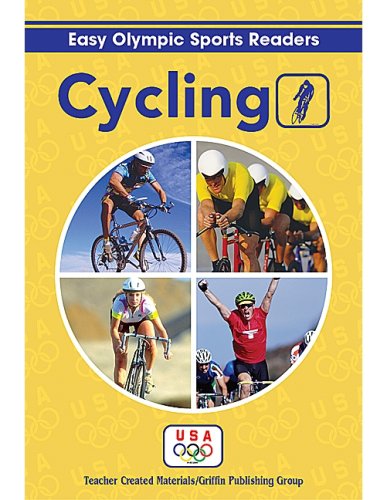 Easy Olympic Sports Readers
Cycling
USA
Teacher Created Materials/Griffin Publishing Group